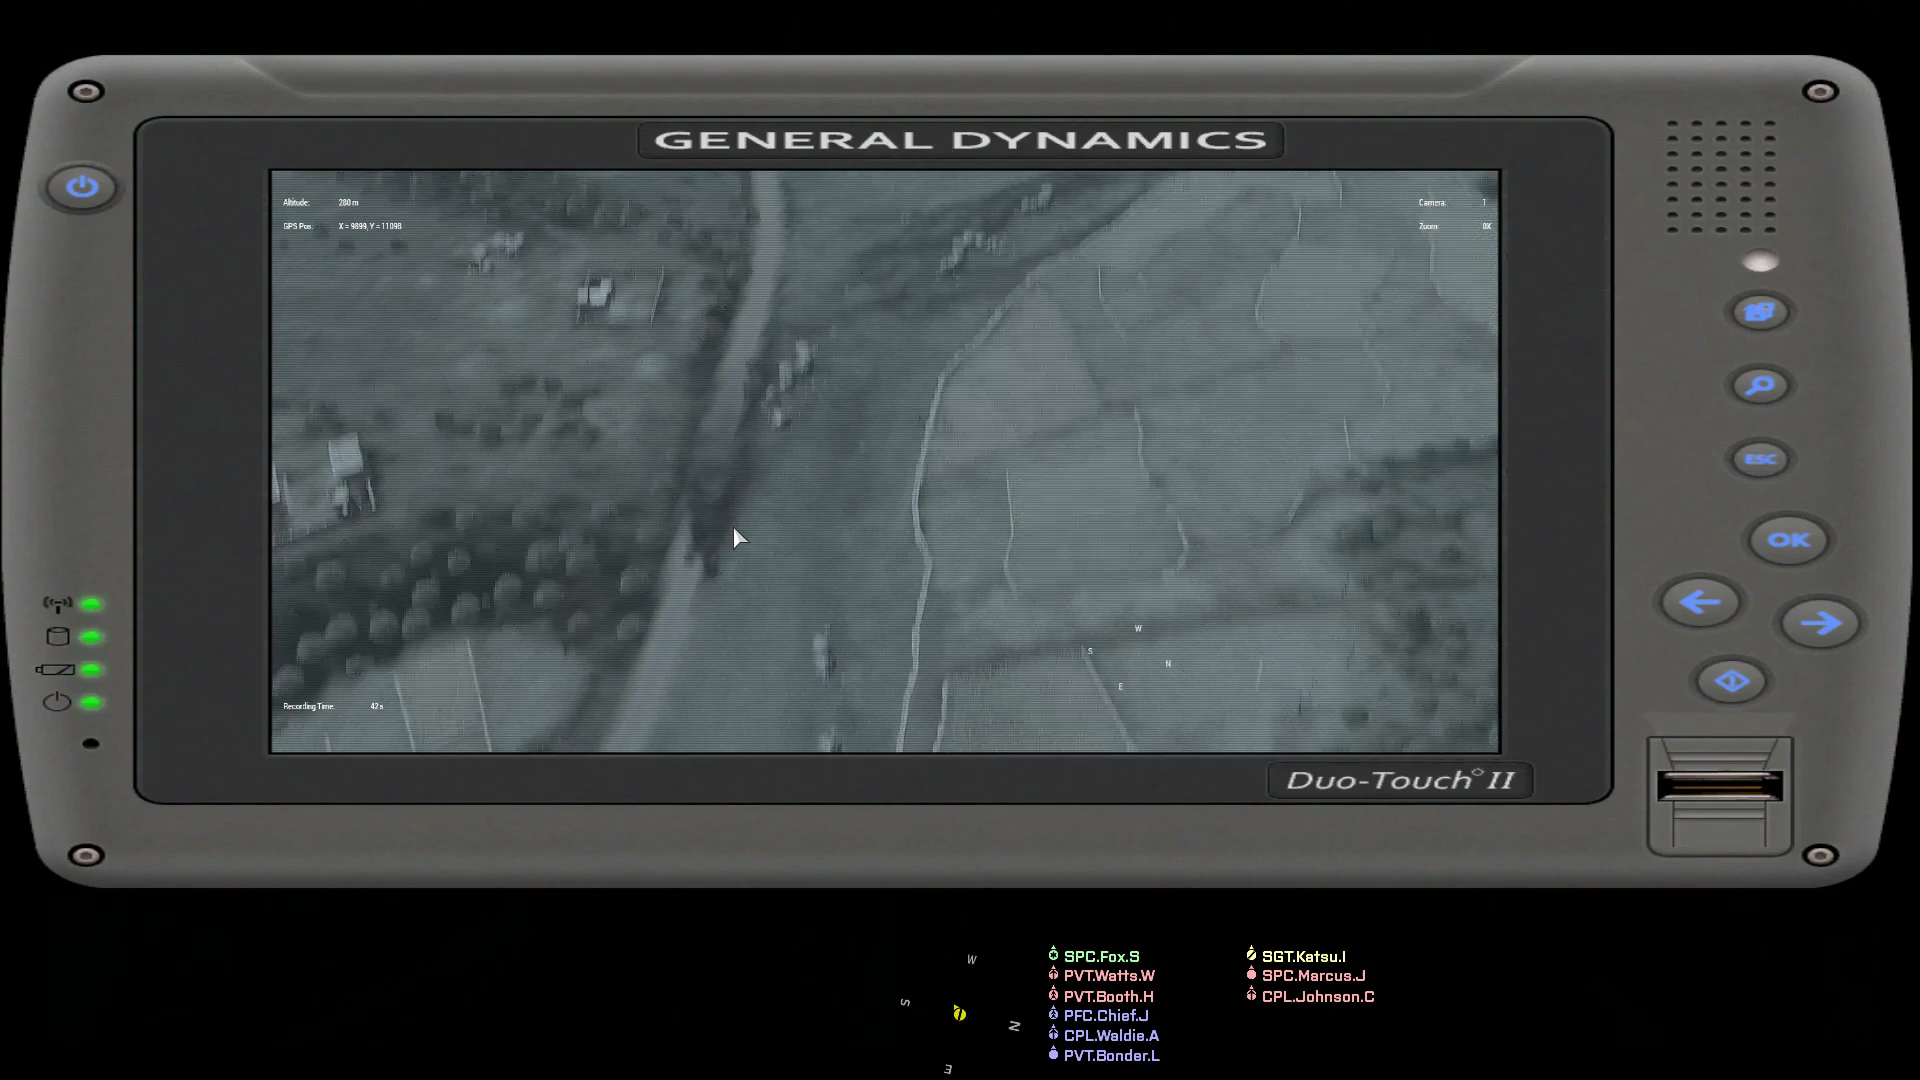 GENERAL DYNAMICS
Altitude: 280 m
GPS Pos: X = 9899, Y = 11098
Camera: 1
Zoom: 0X
ESC
OK
W
S
N
E
Recording Time: 42 s
Duo-Touch II
W
S
N
E
SPC.Fox.S
PVT.Watts.W
PVT.Booth.H
PFC.Chief.J
CPL.Waldie.A
PVT.Bonder.L
SGT.Katsu.I
SPC.Marcus.J
CPL.Johnson.C